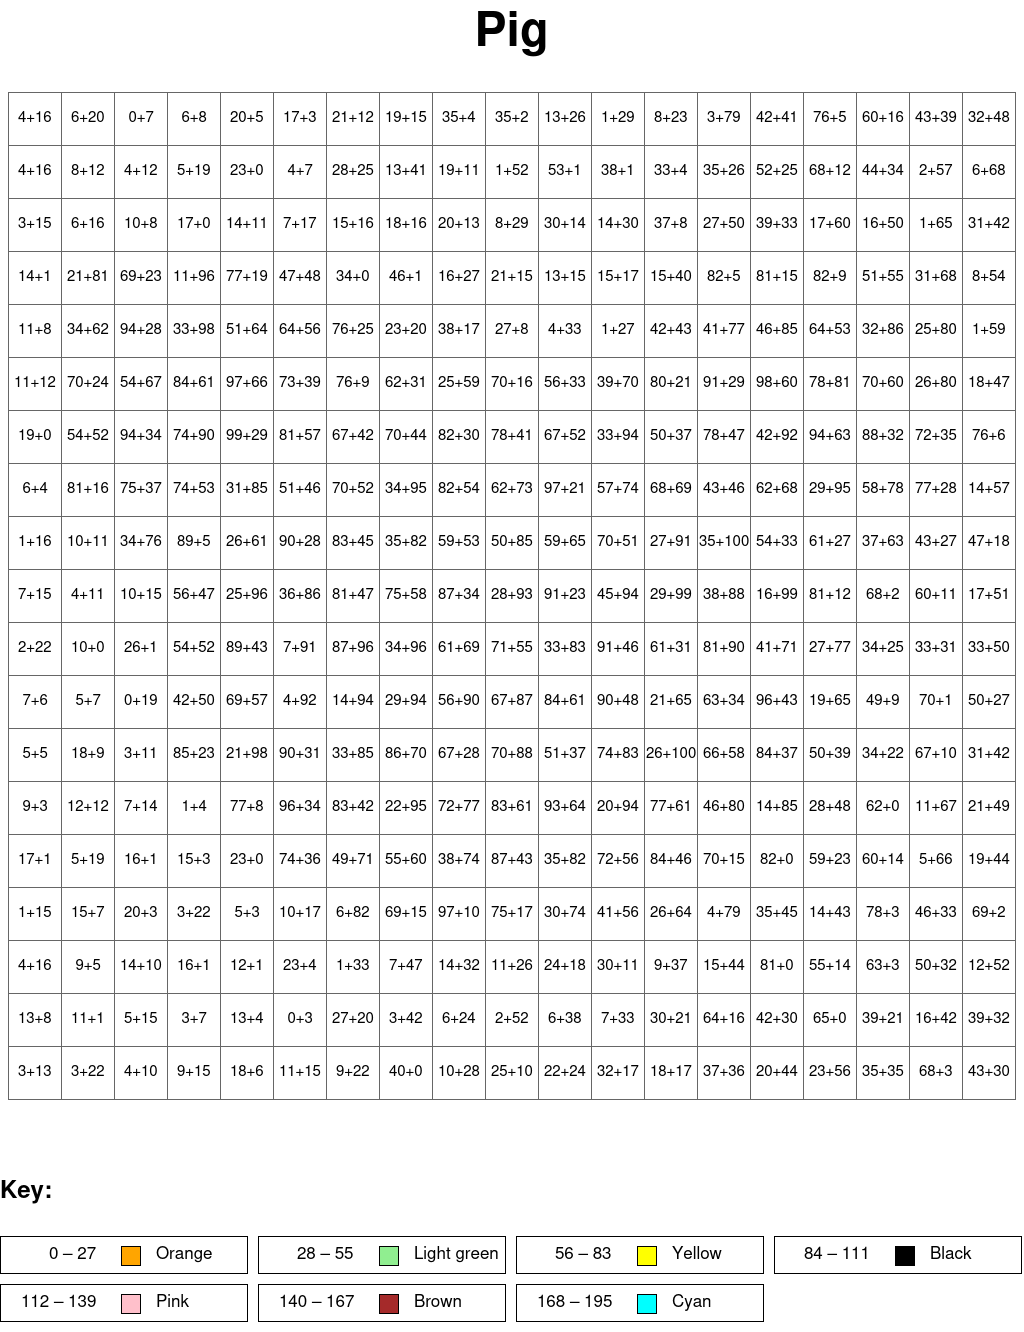 Pig
4+16 6+20 0+7 6+8 20+5 17+3 21+12 19+15 35+4 35+2 13+26 1+29 8+23 3+79 42+41 76+5 60+16 43+39 32+48
4+16 8+12 4+12 5+19 23+0 4+7 28+25 13+41 19+11 1+52 53+1 38+1 33+4 35+26 52+25 68+12 44+34 2+57 6+68
3+15 6+16 10+8 17+0 14+11 7+17 15+16 18+16 20+13 8+29 30+14 14+30 37+8 27+50 39+33 17+60 16+50 1+65 31+42
14+1 21+81 69+23 11+96 77+19 47+48 34+0 46+1 16+27 21+15 13+15 15+17 15+40 82+5 81+15 82+9 51+55 31+68 8+54
11+8 34+62 94+28 33+98 51+64 64+56 76+25 23+20 38+17 27+8 4+33 1+27 42+43 41+77 46+85 64+53 32+86 25+80 1+59
11+12 70+24 54+67 84+61 97+66 73+39 76+9 62+31 25+59 70+16 56+33 39+70 80+21 91+29 98+60 78+81 70+60 26+80 18+47
19+0 54+52 94+34 74+90 99+29 81+57 67+42 70+44 82+30 78+41 67+52 33+94 50+37 78+47 42+92 94+63 88+32 72+35 76+6
6+4 81+16 75+37 74+53 31+85 51+46 70+52 34+95 82+54 62+73 97+21 57+74 68+69 43+46 62+68 29+95 58+78 77+28 14+57
1+16 10+11 34+76 89+5 26+61 90+28 83+45 35+82 59+53 50+85 59+65 70+51 27+91 35+100 54+33 61+27 37+63 43+27 47+18
7+15 4+11 10+15 56+47 25+96 36+86 81+47 75+58 87+34 28+93 91+23 45+94 29+99 38+88 16+99 81+12 68+2 60+11 17+51
2+22 10+0 26+1 54+52 89+43 7+91 87+96 34+96 61+69 71+55 33+83 91+46 61+31 81+90 41+71 27+77 34+25 33+31 33+50
7+6 5+7 0+19 42+50 69+57 4+92 14+94 29+94 56+90 67+87 84+61 90+48 21+65 63+34 96+43 19+65 49+9 70+1 50+27
5+5 18+9 3+11 85+23 21+98 90+31 33+85 86+70 67+28 70+88 51+37 74+83 26+100 66+58 84+37 50+39 34+22 67+10 31+42
9+3 12+12 7+14 1+4 77+8 96+34 83+42 22+95 72+77 83+61 93+64 20+94 77+61 46+80 14+85 28+48 62+0 11+67 21+49
17+1 5+19 16+1 15+3 23+0 74+36 49+71 55+60 38+74 87+43 35+82 72+56 84+46 70+15 82+0 59+23 60+14 5+66 19+44
1+15 15+7 20+3 3+22 5+3 10+17 6+82 69+15 97+10 75+17 30+74 41+56 26+64 4+79 35+45 14+43 78+3 46+33 69+2
4+16 9+5 14+10 16+1 12+1 23+4 1+33 7+47 14+32 11+26 24+18 30+11 9+37 15+44 81+0 55+14 63+3 50+32 12+52
13+8 11+1 5+15 3+7 13+4 0+3 27+20 3+42 6+24 2+52 6+38 7+33 30+21 64+16 42+30 65+0 39+21 16+42 39+32
3+13 3+22 4+10 9+15 18+6 11+15 9+22 40+0 10+28 25+10 22+24 32+17 18+17 37+36 20+44 23+56 35+35 68+3 43+30
Key:
0 – 27 Orange 28 – 55 Light green 56 – 83 Yellow 84 – 111 Black
112 – 139 Pink 140 – 167 Brown 168 – 195 Cyan